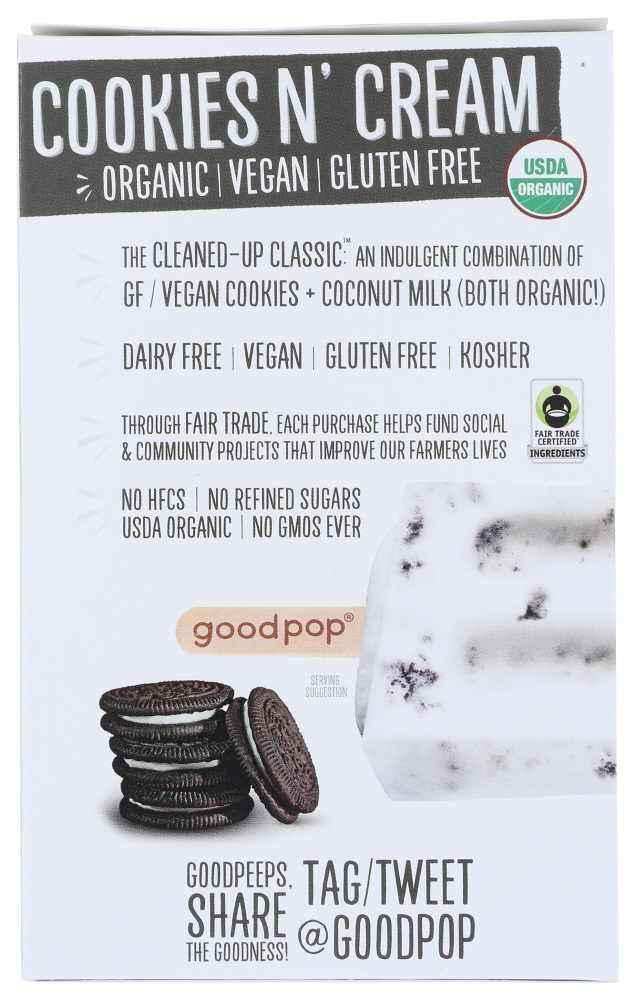 COOKIES N' CREAM
ORGANIC | VEGAN | GLUTEN FREE
USDA
ORGANIC
THE CLEANED-UP CLASSIC.™ AN INDULGENT COMBINATION OF
GF / VEGAN COOKIES + COCONUT MILK (BOTH ORGANIC!)
DAIRY FREE | VEGAN | GLUTEN FREE | KOSHER
THROUGH FAIR TRADE, EACH PURCHASE HELPS FUND SOCIAL
& COMMUNITY PROJECTS THAT IMPROVE OUR FARMERS LIVES
FAIR TRADE
CERTIFIED
INGREDIENTS
NO HFCS | NO REFINED SUGARS
USDA ORGANIC | NO GMOS EVER
goodpop®
SERVING
SUGGESTION
GOODPEEPS,
SHARE
THE GOODNESS!
TAG/TWEET
@GOODPOP